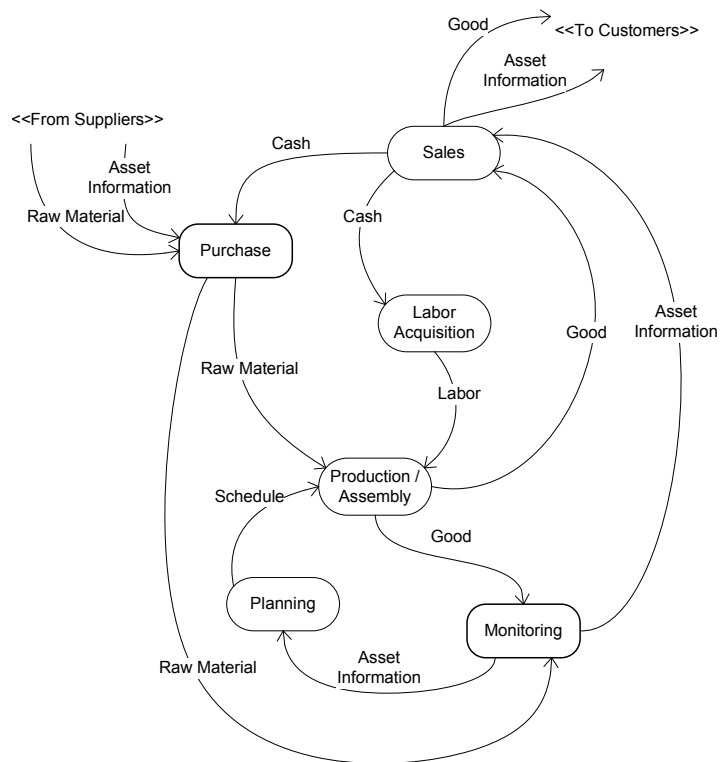 Good
<<To Customers>>
Asset
Information
<<From Suppliers>>
Cash
Sales
Asset
Information
Raw Material
Cash
Purchase
Labor
Acquisition
Asset
Information
Good
Raw Material
Labor
Production /
Assembly
Schedule
Good
Planning
Monitoring
Asset
Information
Raw Material